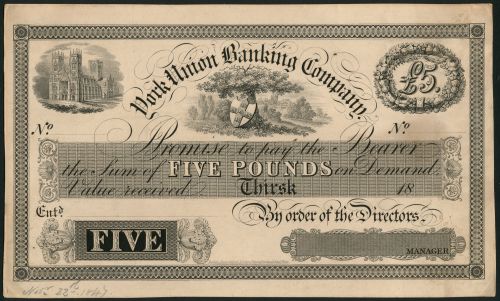 York Union Banking Company.
£5.
No No
Promise to pay the Bearer
the Sum of FIVE POUNDS on Demand
Value received Thirsk 18
Entd By order of the Directors.
FIVE
MANAGER